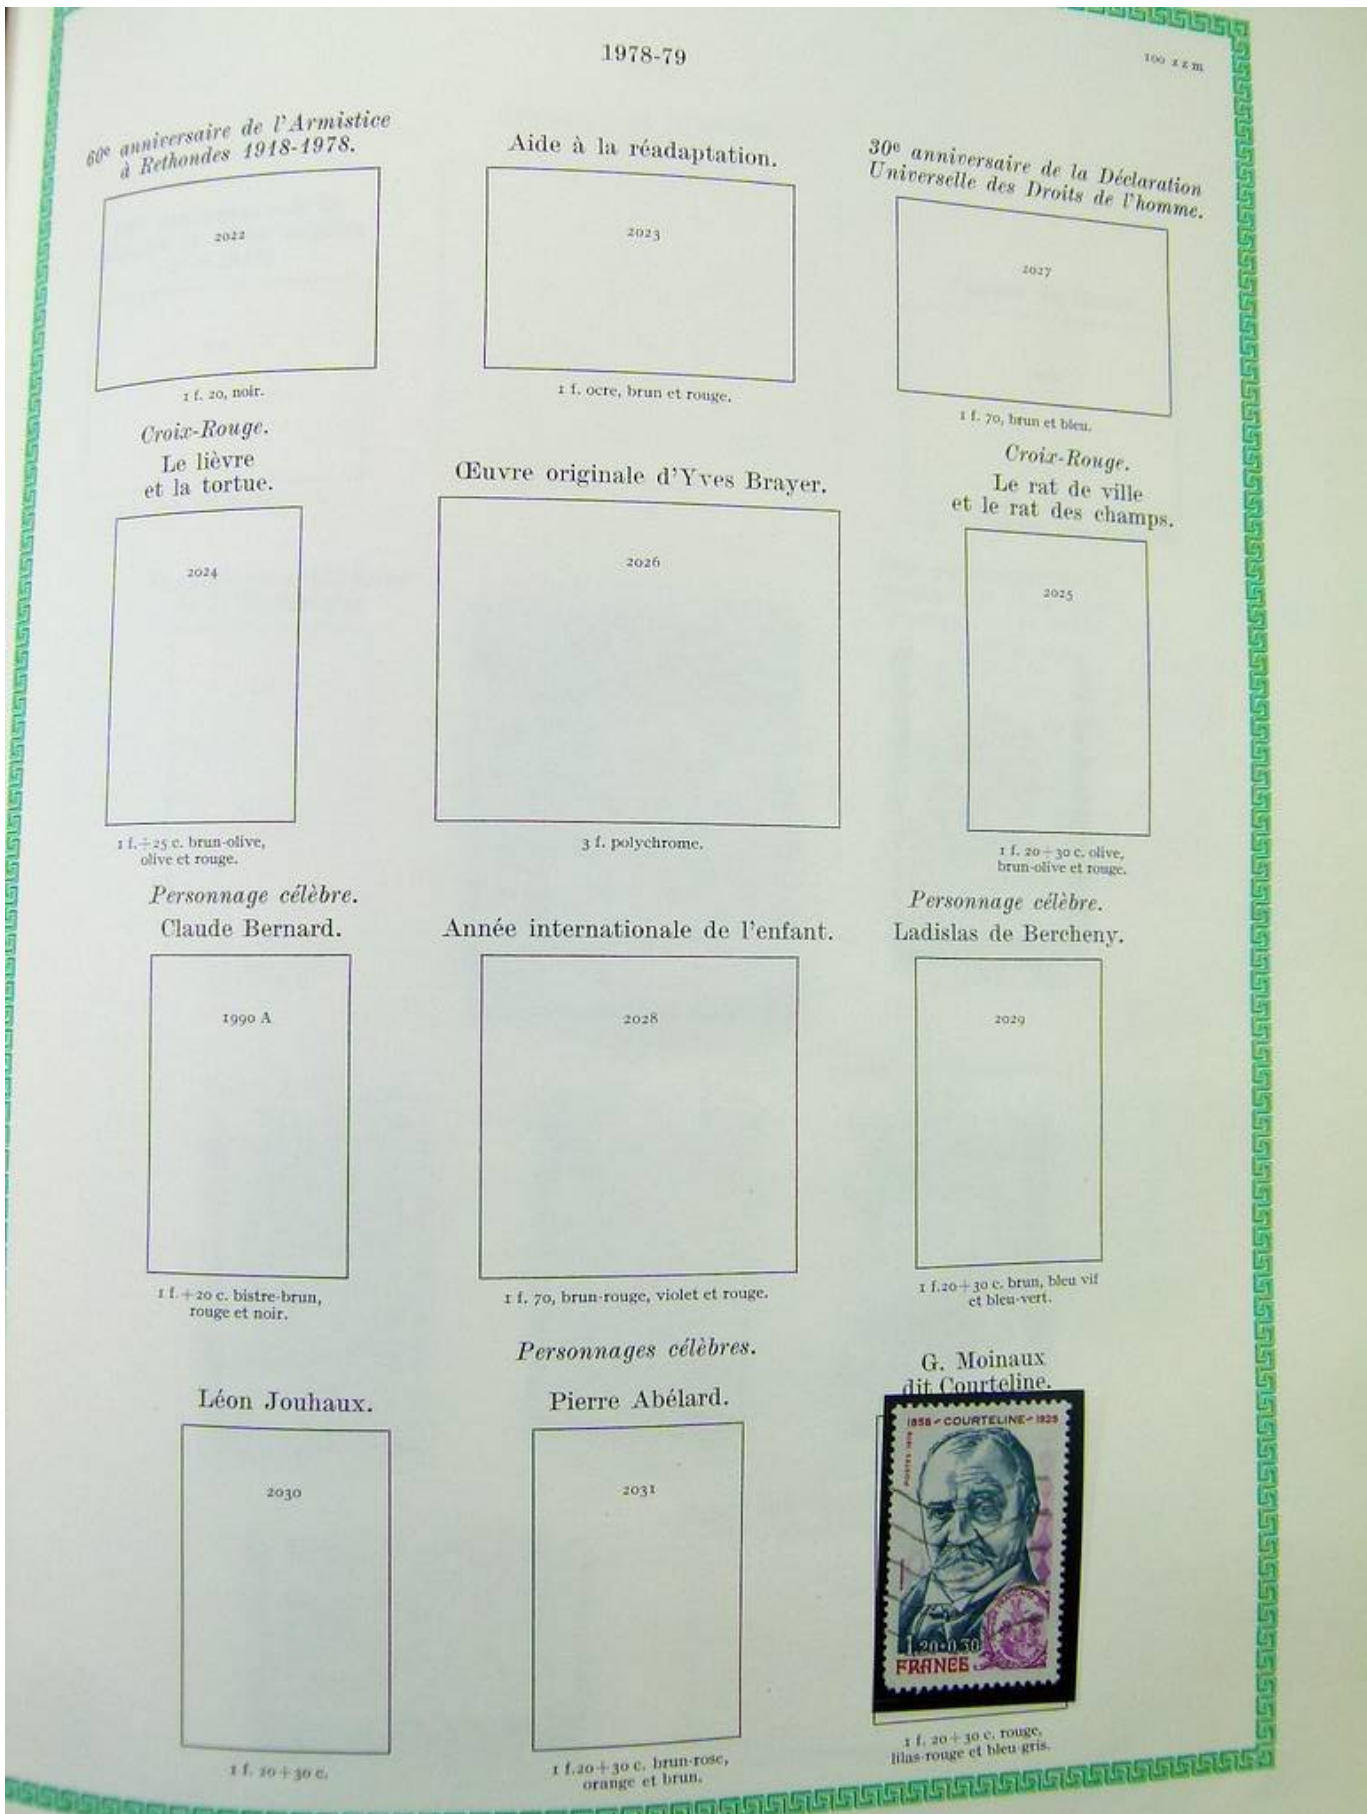 1978-79
60e anniversaire de l'Armistice
à Rethondes 1918-1978.
2022
1 f. 20, noir.
Aide à la réadaptation.
2023
1 f. ocre, brun et rouge.
30e anniversaire de la Déclaration
Universelle des Droits de l'homme.
2027
1 f. 70, brun et bleu.
Croix-Rouge.
Le lièvre
et la tortue.
2024
1 f.+25 c. brun-olive,
olive et rouge.
Œuvre originale d'Yves Brayer.
2026
3 f. polychrome.
Croix-Rouge.
Le rat de ville
et le rat des champs.
2025
1 f. 20+30 c. olive,
brun-olive et rouge.
Personnage célèbre.
Claude Bernard.
1990 A
1 f.+20 c. bistre-brun,
rouge et noir.
Année internationale de l'enfant.
2028
1 f. 70, brun-rouge, violet et rouge.
Personnage célèbre.
Ladislas de Bercheny.
2029
1 f.20+30 c. brun, bleu vif
et bleu-vert.
Personnages célèbres.
Léon Jouhaux.
2030
1 f. 20+30 c.
Pierre Abélard.
2031
1 f.20+30 c. brun-rose,
orange et brun.
G. Moinaux
dit Courteline.
COURTELINE
1,20+0,30
FRANCE
1 f. 20+30 c. rouge,
lilas-rouge et bleu-gris.